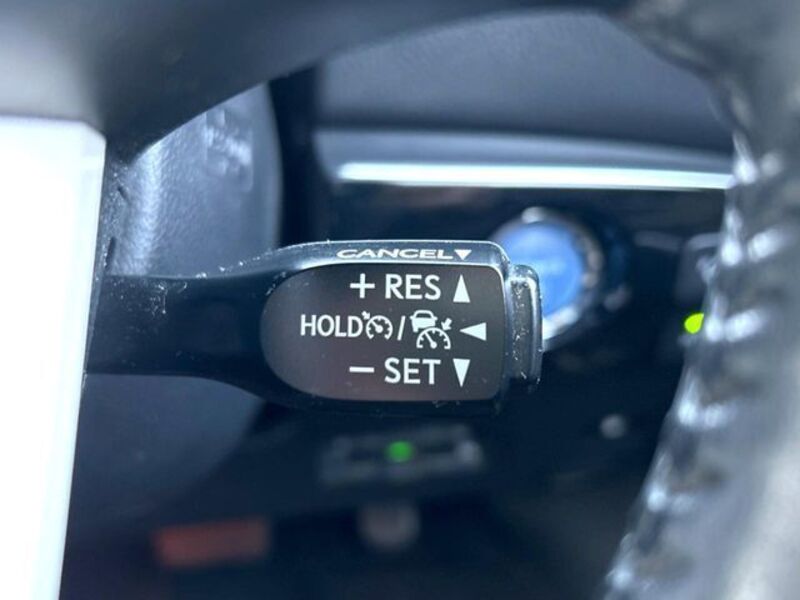 CANCEL▼
+ RES ▲
HOLD / ◄
− SET ▼